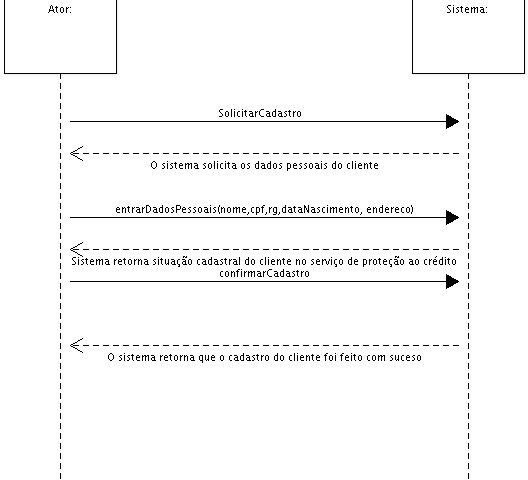 Ator:
Sistema:
SolicitarCadastro
O sistema solicita os dados pessoais do cliente
entrarDadosPessoais(nome,cpf,rg,dataNascimento, endereco)
Sistema retorna situação cadastral do cliente no serviço de proteção ao crédito
confirmarCadastro
O sistema retorna que o cadastro do cliente foi feito com suceso